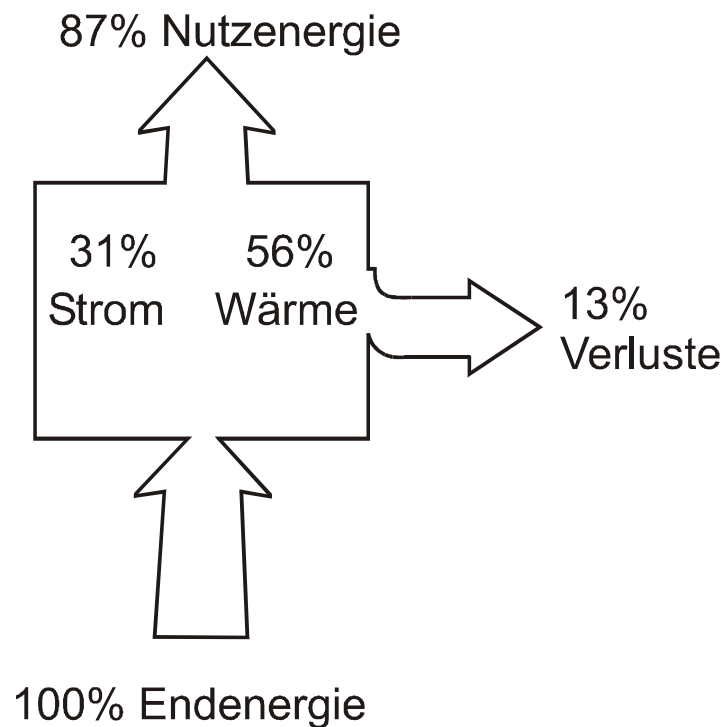 87% Nutzenergie
31%
Strom
56%
Wärme
13%
Verluste
100% Endenergie